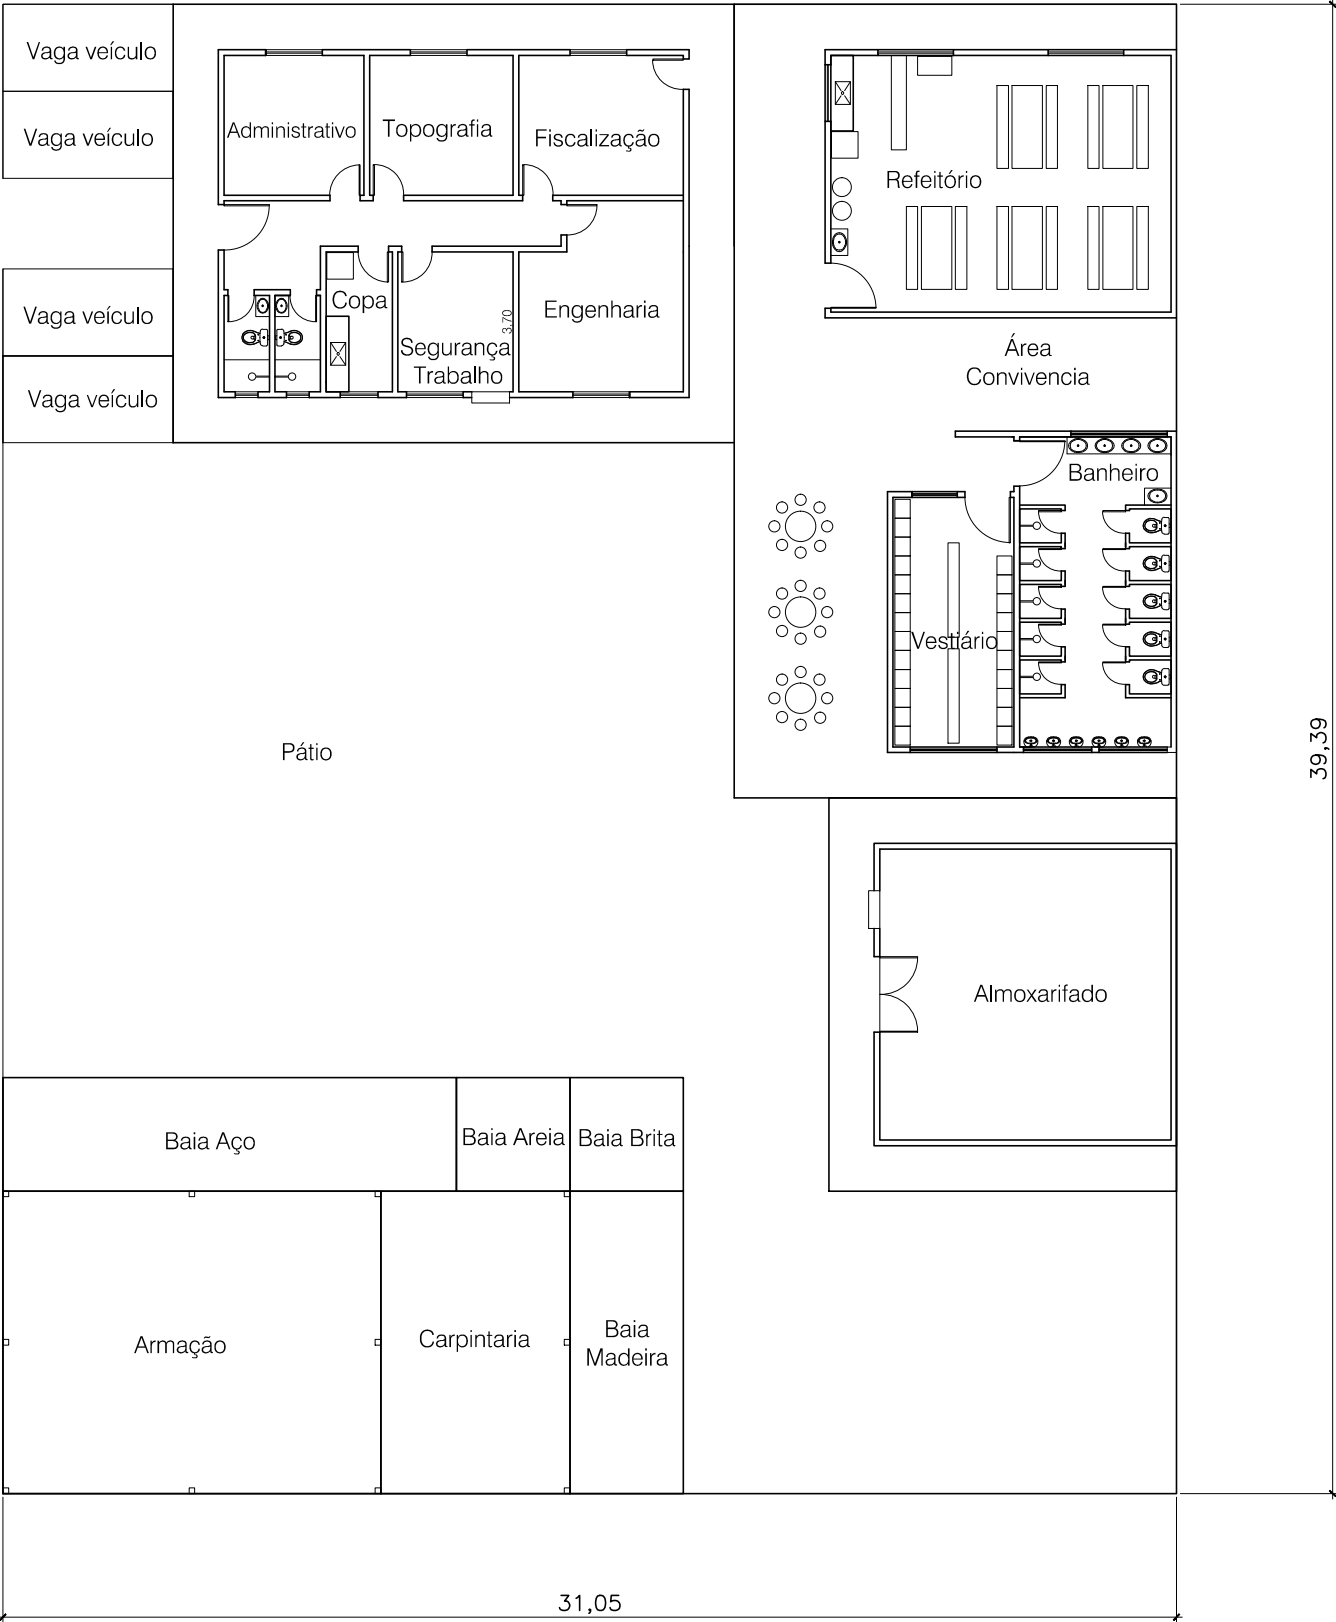 Vaga veículo
Vaga veículo
Vaga veículo
Vaga veículo
Administrativo
Topografia
Fiscalização
Copa
Segurança
Trabalho
3,70
Engenharia
Refeitório
Área
Convivencia
Banheiro
Vestiário
Pátio
39,39
Almoxarifado
Baia Aço
Baia Areia
Baia Brita
Armação
Carpintaria
Baia
Madeira
31,05